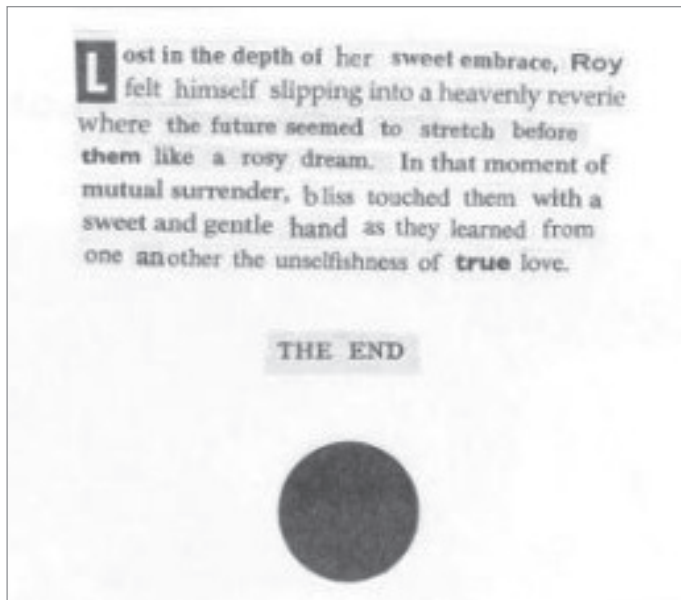 Lost in the depth of her sweet embrace, Roy
felt himself slipping into a heavenly reverie
where the future seemed to stretch before
them like a rosy dream. In that moment of
mutual surrender, bliss touched them with a
sweet and gentle hand as they learned from
one another the unselfishness of true love.
THE END